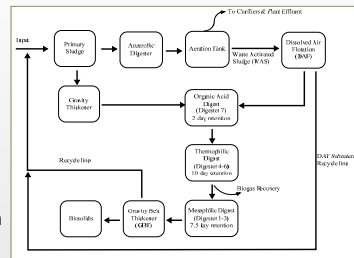 To Clarifiers & Plant Effluent
Input
Primary
Sludge
Anaerobic
Digester
Aeration Tank
Waste Activated
Sludge (WAS)
Dissolved Air
Flotation
(DAF)
Gravity
Thickener
Organic Acid
Digest
(Digester 7)
2 day retention
Thermophilic
Digest
(Digester 4-6)
10 day retention
DAF Subnatant
Recycle line
Recycle line
Biogas Recovery
Biosolids
Gravity Belt
Thickener
(GBT)
Mesophilic Digest
(Digester 1-3)
7.5 day retention